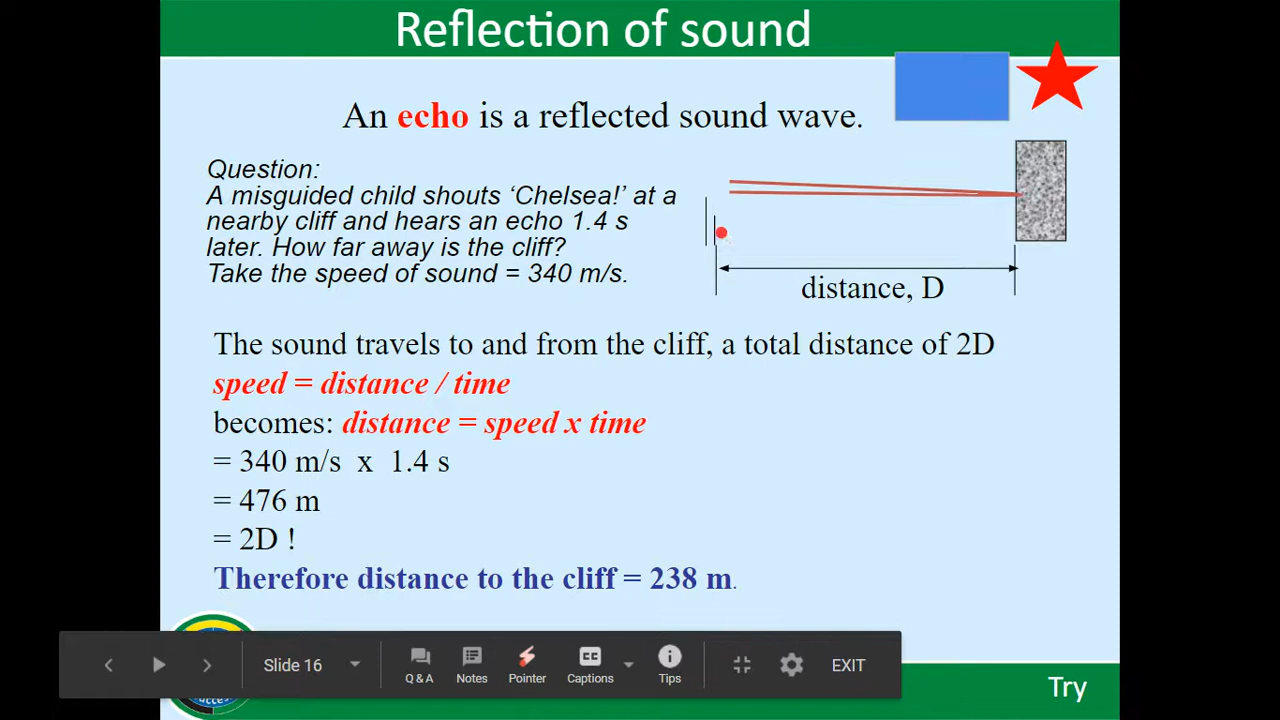 Reflection of sound
An echo is a reflected sound wave.
Question:
A misguided child shouts ‘Chelsea!’ at a
nearby cliff and hears an echo 1.4 s
later. How far away is the cliff?
Take the speed of sound = 340 m/s.
distance, D
The sound travels to and from the cliff, a total distance of 2D
speed = distance / time
becomes: distance = speed x time
= 340 m/s x 1.4 s
= 476 m
= 2D !
Therefore distance to the cliff = 238 m.
Slide 16
Q & A
Notes
Pointer
CC
Captions
Tips
EXIT
Try